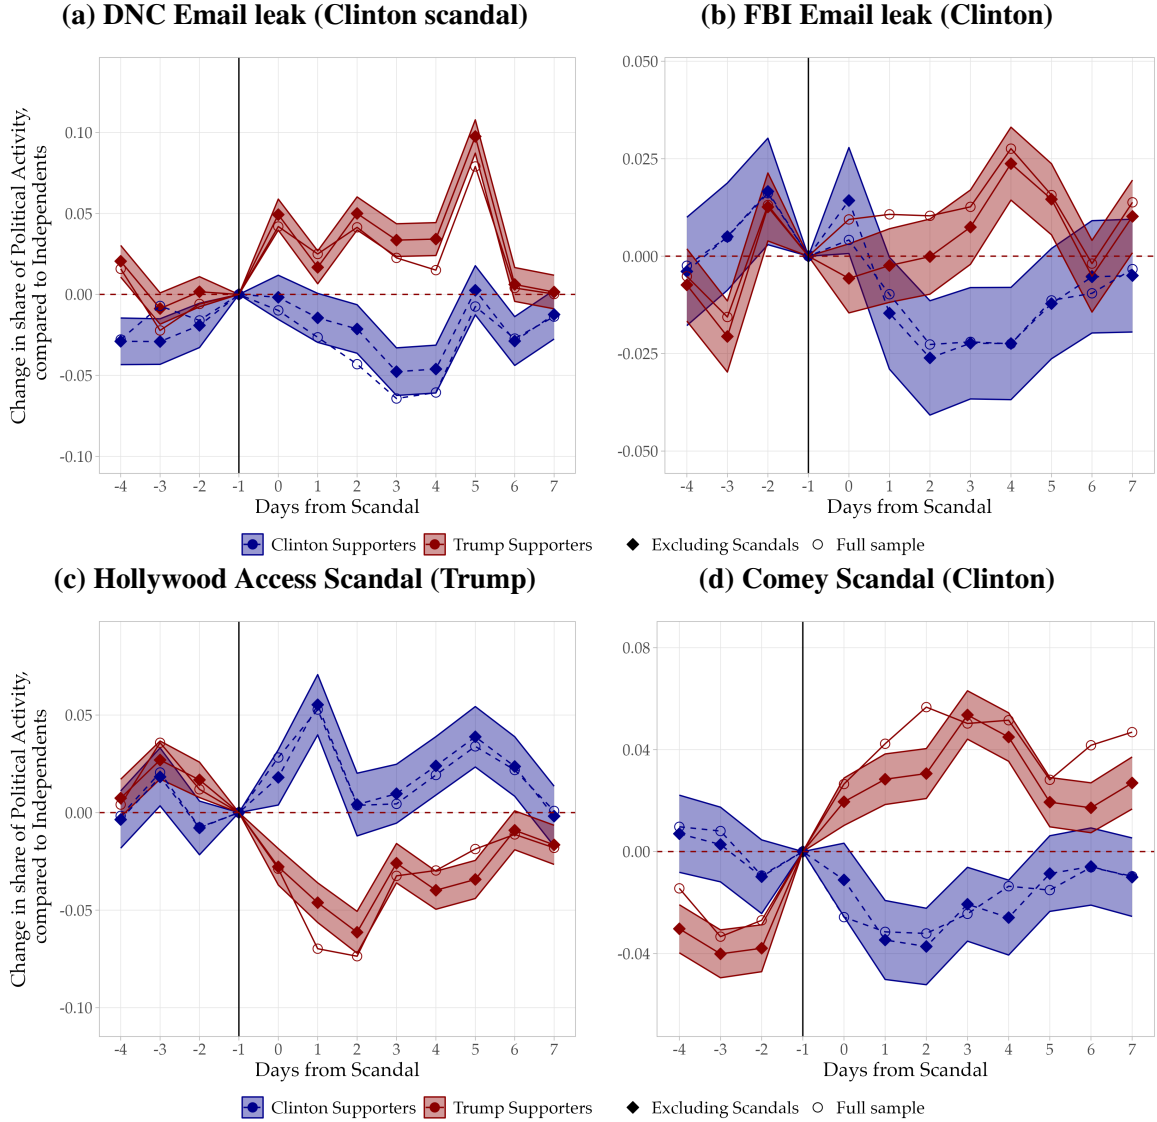 (a) DNC Email leak (Clinton scandal)
(b) FBI Email leak (Clinton)
Change in share of Political Activity,
compared to Independents
0.10
0.05
0.00
-0.05
-0.10
-4 -3 -2 -1 0 1 2 3 4 5 6 7
Days from Scandal
0.050
0.025
0.000
-0.025
-0.050
-4 -3 -2 -1 0 1 2 3 4 5 6 7
Days from Scandal
Clinton Supporters Trump Supporters Excluding Scandals Full sample
(c) Hollywood Access Scandal (Trump)
(d) Comey Scandal (Clinton)
Change in share of Political Activity,
compared to Independents
0.05
0.00
-0.05
-0.10
-4 -3 -2 -1 0 1 2 3 4 5 6 7
Days from Scandal
0.08
0.04
0.00
-0.04
-4 -3 -2 -1 0 1 2 3 4 5 6 7
Days from Scandal
Clinton Supporters Trump Supporters Excluding Scandals Full sample